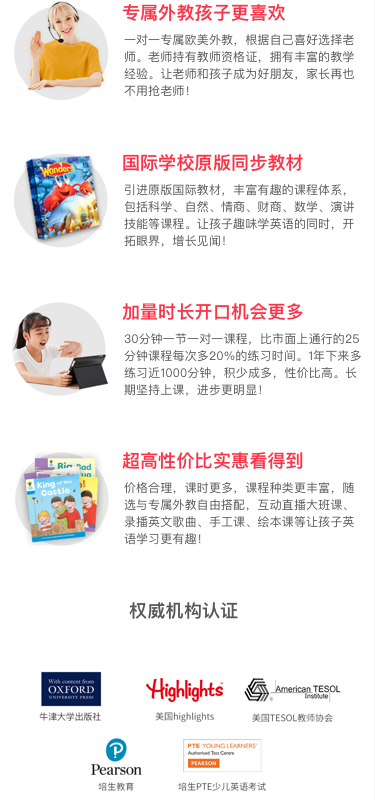 专属外教孩子更喜欢
一对一专属欧美外教，根据自己喜好选择老
师。老师持有教师资格证，拥有丰富的教学
经验。让老师和孩子成为好朋友，家长再也
不用抢老师！
国际学校原版同步教材
Wonders
引进原版国际教材，丰富有趣的课程体系，
包括科学、自然、情商、财商、数学、演讲
技能等课程。让孩子趣味学英语的同时，开
拓眼界，增长见闻！
加量时长开口机会更多
30分钟一节一对一课程，比市面上通行的25
分钟课程每次多20%的练习时间。1年下来多
练习近1000分钟，积少成多，性价比高。长
期坚持上课，进步更明显！
超高性价比实惠看得到
Big Bad
King of the
Castle
价格合理，课时更多，课程种类更丰富，随
选与专属外教自由搭配，互动直播大班课、
录播英文歌曲、手工课、绘本课等让孩子英
语学习更有趣！
权威机构认证
With content from
OXFORD
UNIVERSITY PRESS
牛津大学出版社
Highlights™
美国highlights
American TESOL
Institute
美国TESOL教师协会
Pearson
培生教育
PTE YOUNG LEARNERS
Authorised Test Centre
PEARSON
培生PTE少儿英语考试